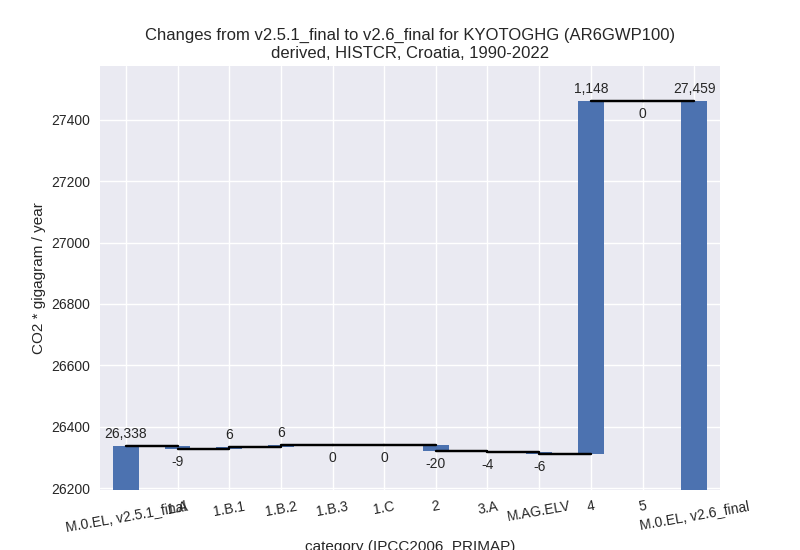 Changes from v2.5.1_final to v2.6_final for KYOTOGHG (AR6GWP100)
derived, HISTCR, Croatia, 1990-2022
CO2 * gigagram / year
27400
27200
27000
26800
26600
26400
26200
26,338
-9
6
6
0
0
-20
-4
-6
1,148
0
27,459
M.0.EL, v2.5.1_final
1.A
1.B.1
1.B.2
1.B.3
1.C
2
3.A
M.AG.ELV
4
5
M.0.EL, v2.6_final
category (IPCC2006_PRIMAP)